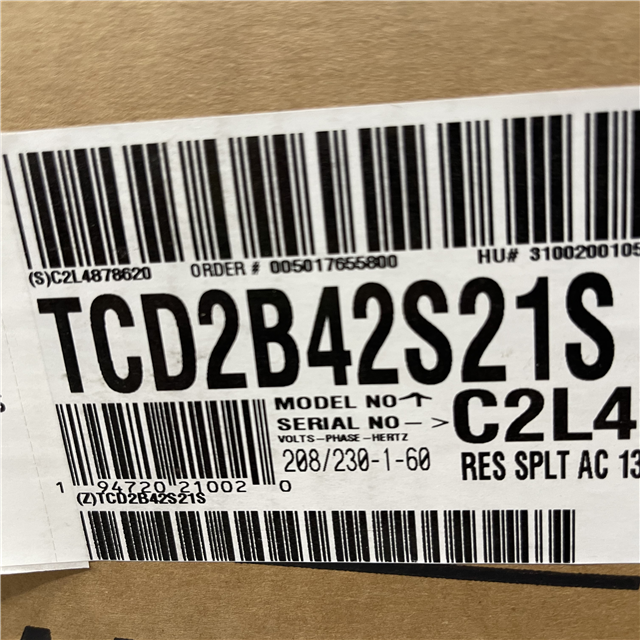 (S)C2L4878620 ORDER # 005017655800 HU# 3100200105
TCD2B42S21S
MODEL NO ↑
SERIAL NO -> C2L4
VOLTS-PHASE-HERTZ
208/230-1-60 RES SPLT AC 13
1 94720 21002 0
(Z)TCD2B42S21S